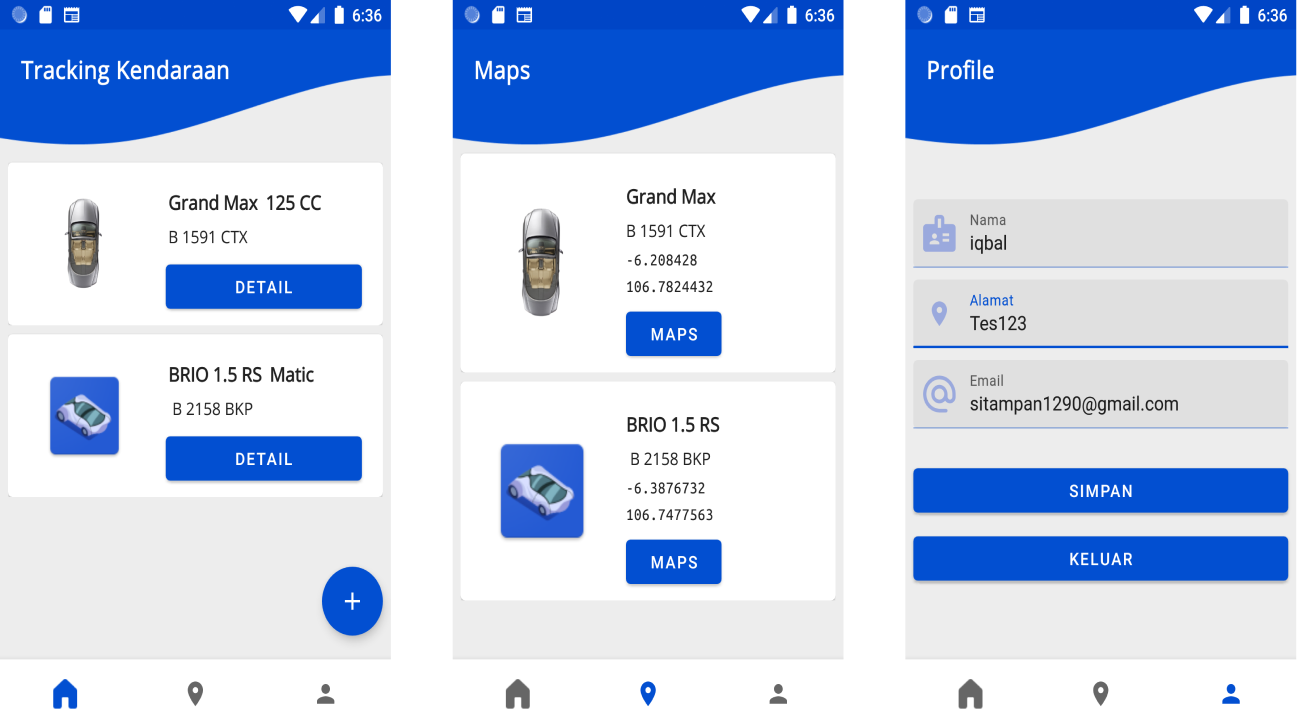 6:36
Tracking Kendaraan
Grand Max 125 CC
B 1591 CTX
DETAIL
BRIO 1.5 RS Matic
B 2158 BKP
DETAIL
+
6:36
Maps
Grand Max
B 1591 CTX
-6.208428
106.7824432
MAPS
BRIO 1.5 RS
B 2158 BKP
-6.3876732
106.7477563
MAPS
6:36
Profile
Nama
iqbal
Alamat
Tes123
Email
sitampan1290@gmail.com
SIMPAN
KELUAR